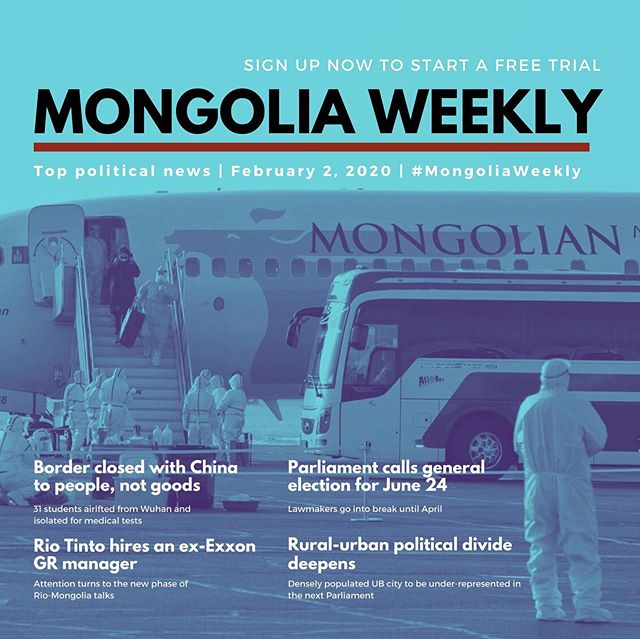 SIGN UP NOW TO START A FREE TRIAL
MONGOLIA WEEKLY
Top political news | February 2, 2020 | #MongoliaWeekly
MONGOLIAN
Border closed with China
to people, not goods
31 students airlfted from Wuhan and
isolated for medical tests
Parliament calls general
election for June 24
Lawmakers go into break until April
Rio Tinto hires an ex-Exxon
GR manager
Attention turns to the new phase of
Rio-Mongolia talks
Rural-urban political divide
deepens
Densely populated UB city to be under-represented in
the next Parliament